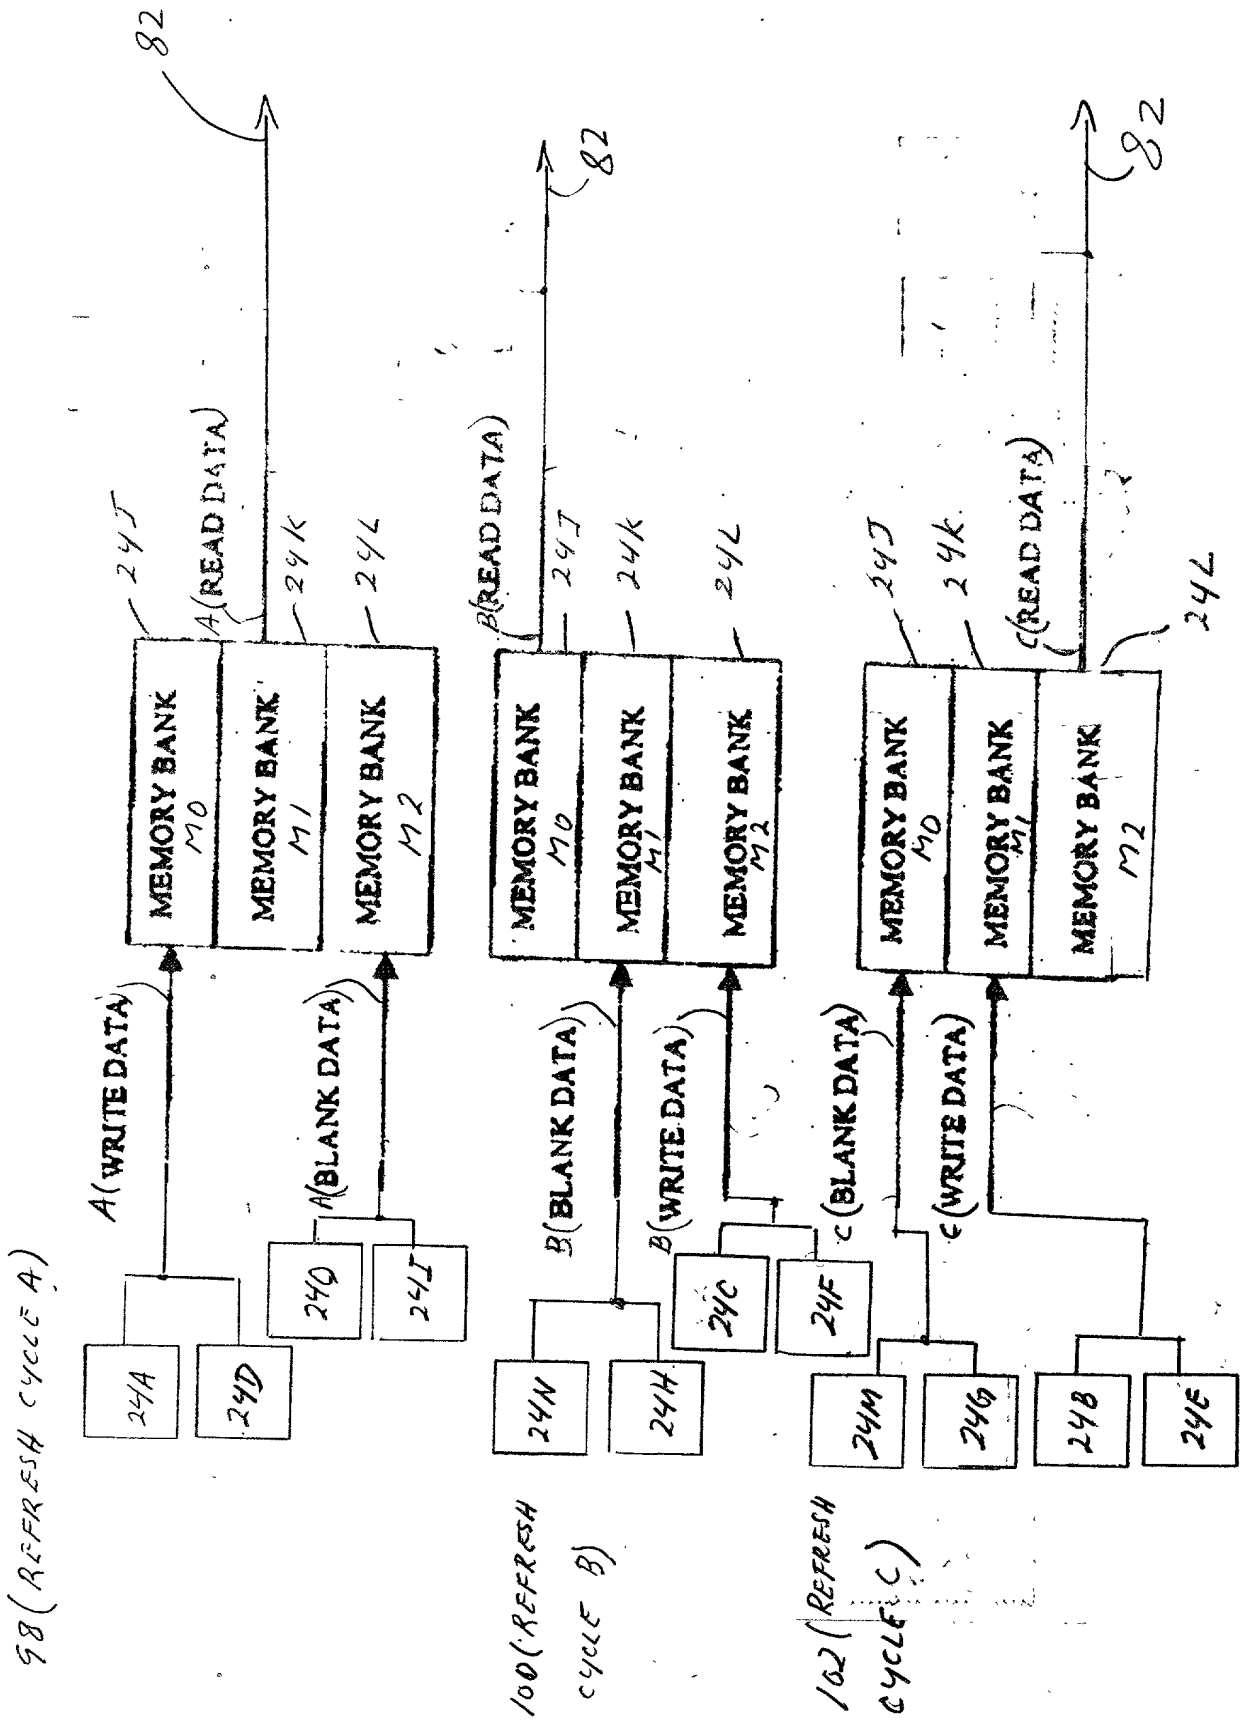 98 (REFRESH CYCLE A)
24A
24D
A(WRITE DATA)
24O
24I
A(BLANK DATA)
MEMORY BANK
M0
MEMORY BANK
M1
MEMORY BANK
M2
24J
A(READ DATA)
24K
24L
82
100 (REFRESH
CYCLE B)
24N
24H
B(BLANK DATA)
24C
24F
B(WRITE DATA)
MEMORY BANK
M0
MEMORY BANK
M1
MEMORY BANK
M2
B(READ DATA)
24J
24K
24L
82
102 (REFRESH
CYCLE C)
24M
24G
C(BLANK DATA)
24B
24E
C(WRITE DATA)
MEMORY BANK
M0
MEMORY BANK
M1
MEMORY BANK
M2
24J
24K
C(READ DATA)
24L
82